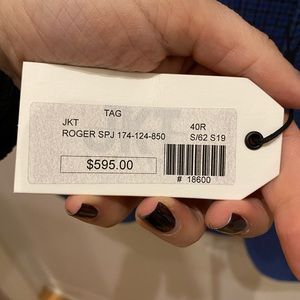 TAG
JKT 40R
ROGER SPJ 174-124-850 S/62 S19
$595.00
# 18600